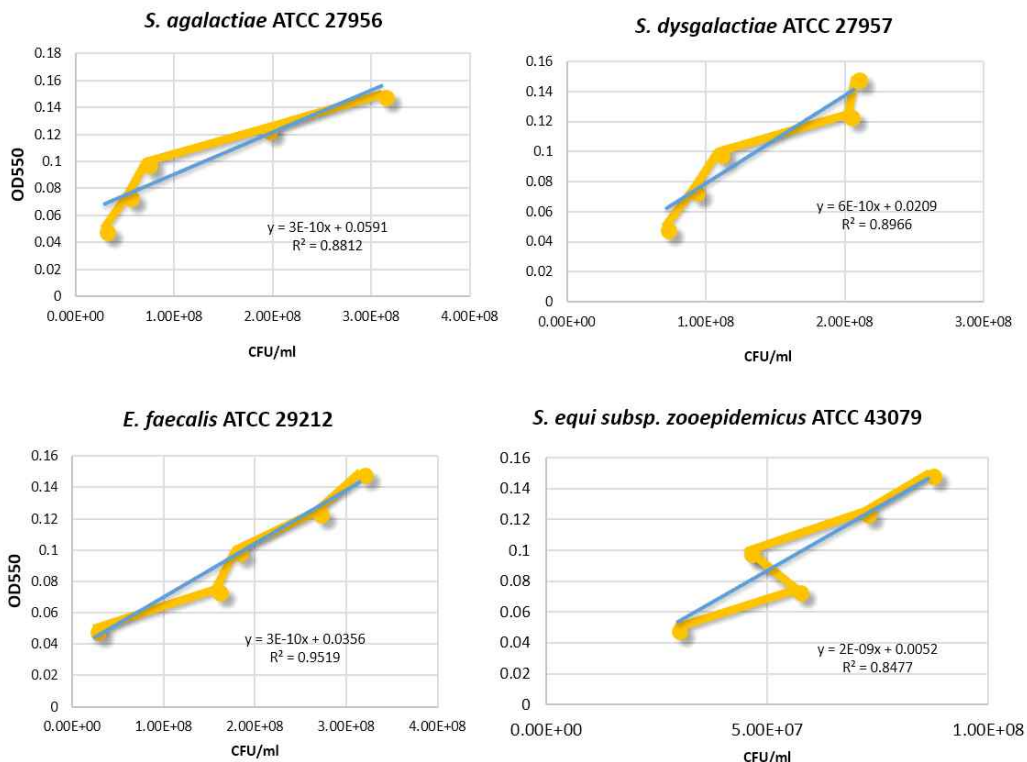 S. agalactiae ATCC 27956
0.18
0.16
0.14
0.12
0.1
0.08
0.06
0.04
0.02
0
OD550
y = 3E-10x + 0.0591
R² = 0.8812
0.00E+00 1.00E+08 2.00E+08 3.00E+08 4.00E+08
CFU/ml
S. dysgalactiae ATCC 27957
0.16
0.14
0.12
0.1
0.08
0.06
0.04
0.02
0
y = 6E-10x + 0.0209
R² = 0.8966
0.00E+00 1.00E+08 2.00E+08 3.00E+08
CFU/ml
E. faecalis ATCC 29212
0.16
0.14
0.12
0.1
0.08
0.06
0.04
0.02
0
OD550
y = 3E-10x + 0.0356
R² = 0.9519
0.00E+00 1.00E+08 2.00E+08 3.00E+08 4.00E+08
CFU/ml
S. equi subsp. zooepidemicus ATCC 43079
0.16
0.14
0.12
0.1
0.08
0.06
0.04
0.02
0
y = 2E-09x + 0.0052
R² = 0.8477
0.00E+00 5.00E+07 1.00E+08
CFU/ml